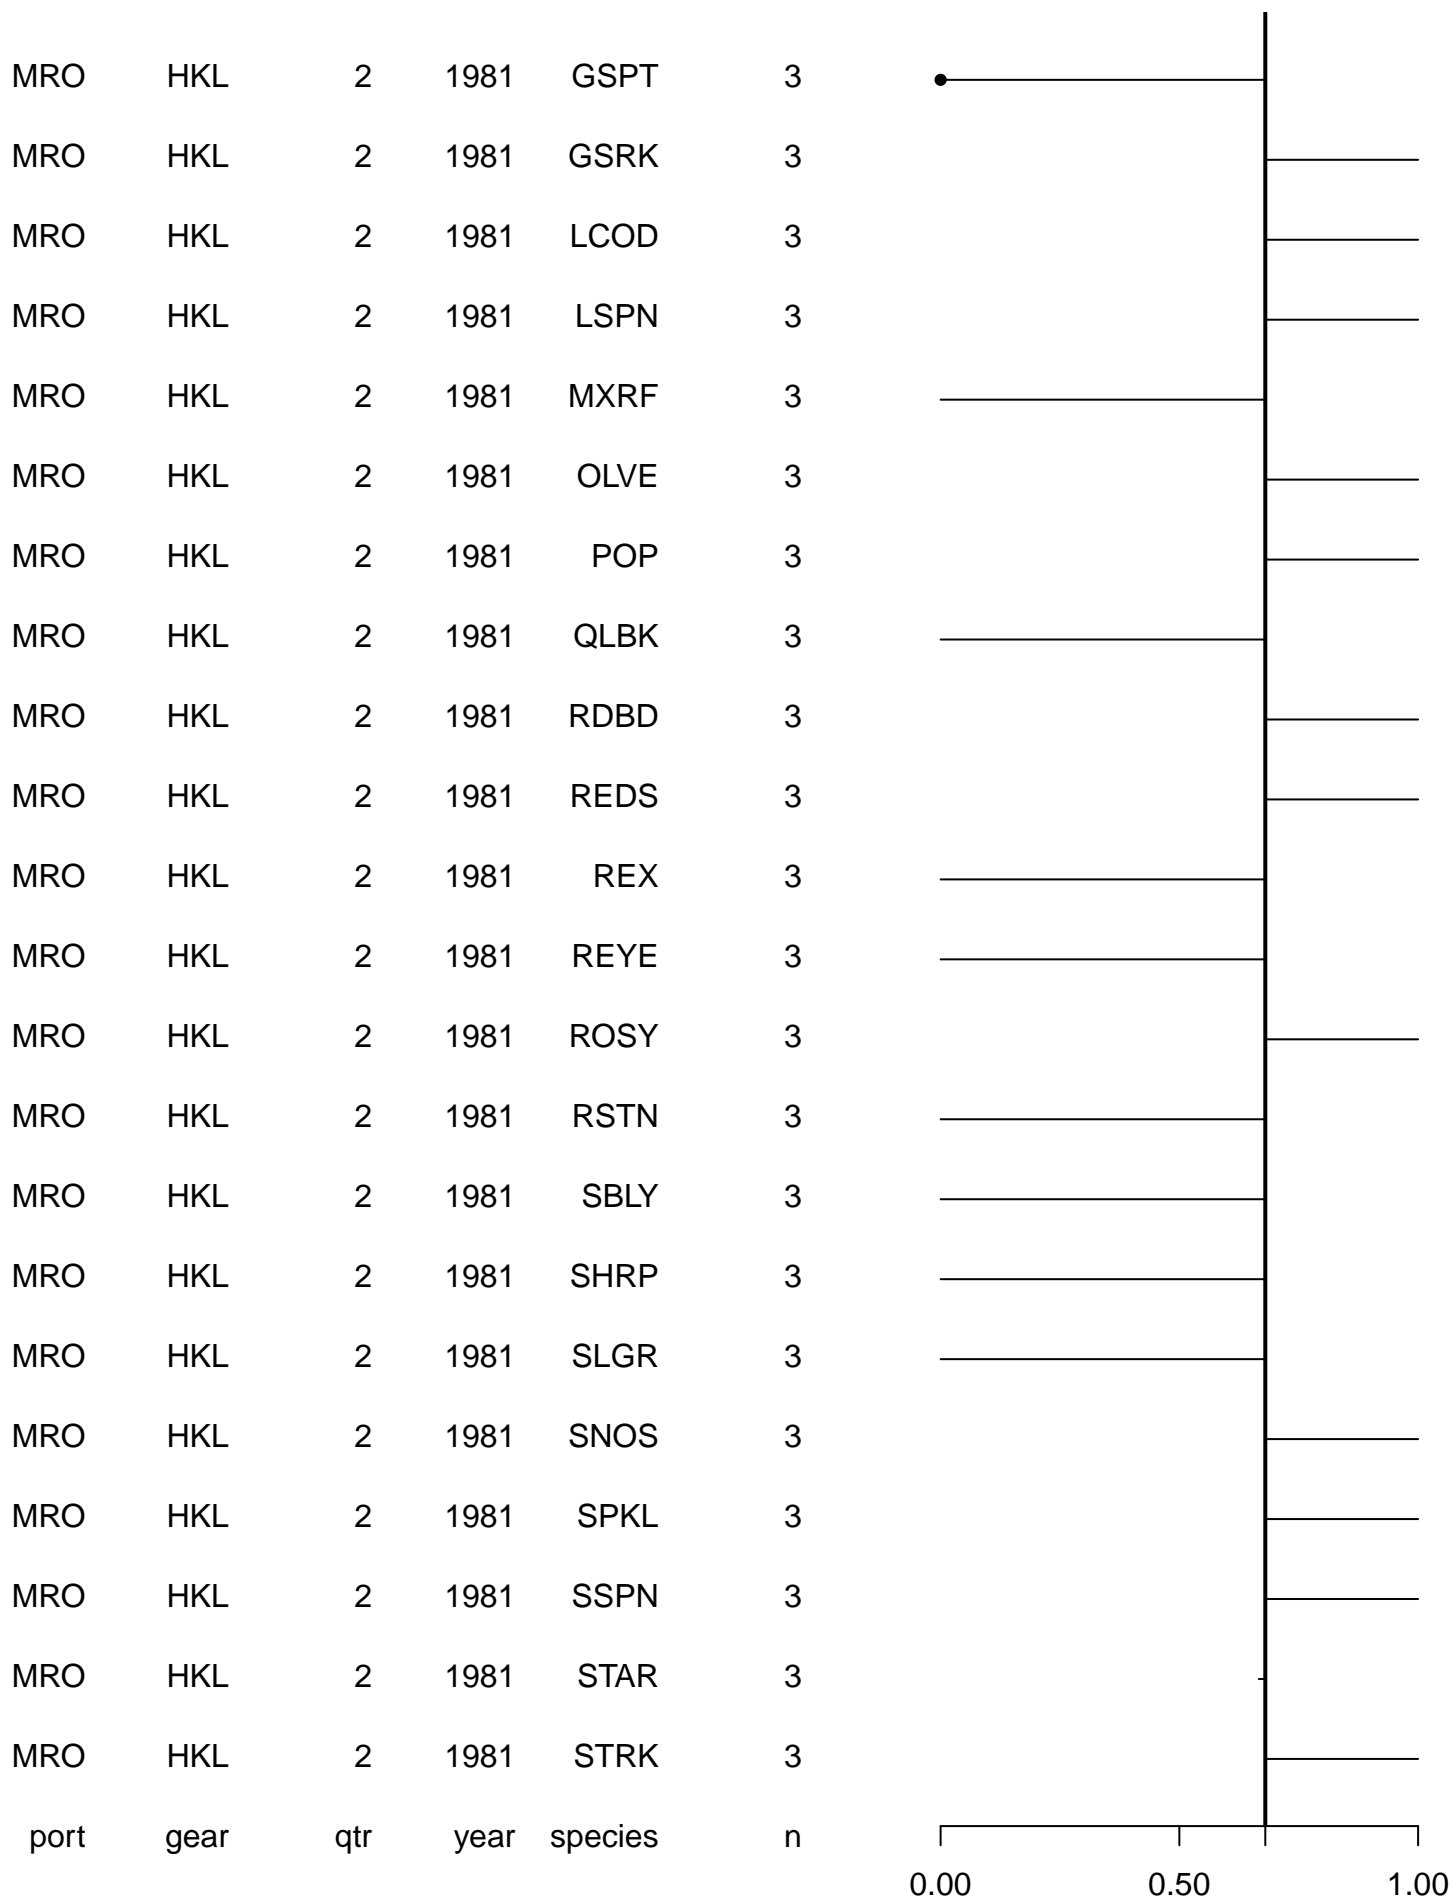 MRO HKL 2 1981 GSPT 3
MRO HKL 2 1981 GSRK 3
MRO HKL 2 1981 LCOD 3
MRO HKL 2 1981 LSPN 3
MRO HKL 2 1981 MXRF 3
MRO HKL 2 1981 OLVE 3
MRO HKL 2 1981 POP 3
MRO HKL 2 1981 QLBK 3
MRO HKL 2 1981 RDBD 3
MRO HKL 2 1981 REDS 3
MRO HKL 2 1981 REX 3
MRO HKL 2 1981 REYE 3
MRO HKL 2 1981 ROSY 3
MRO HKL 2 1981 RSTN 3
MRO HKL 2 1981 SBLY 3
MRO HKL 2 1981 SHRP 3
MRO HKL 2 1981 SLGR 3
MRO HKL 2 1981 SNOS 3
MRO HKL 2 1981 SPKL 3
MRO HKL 2 1981 SSPN 3
MRO HKL 2 1981 STAR 3
MRO HKL 2 1981 STRK 3
port gear qtr year species n
0.00 0.50 1.00